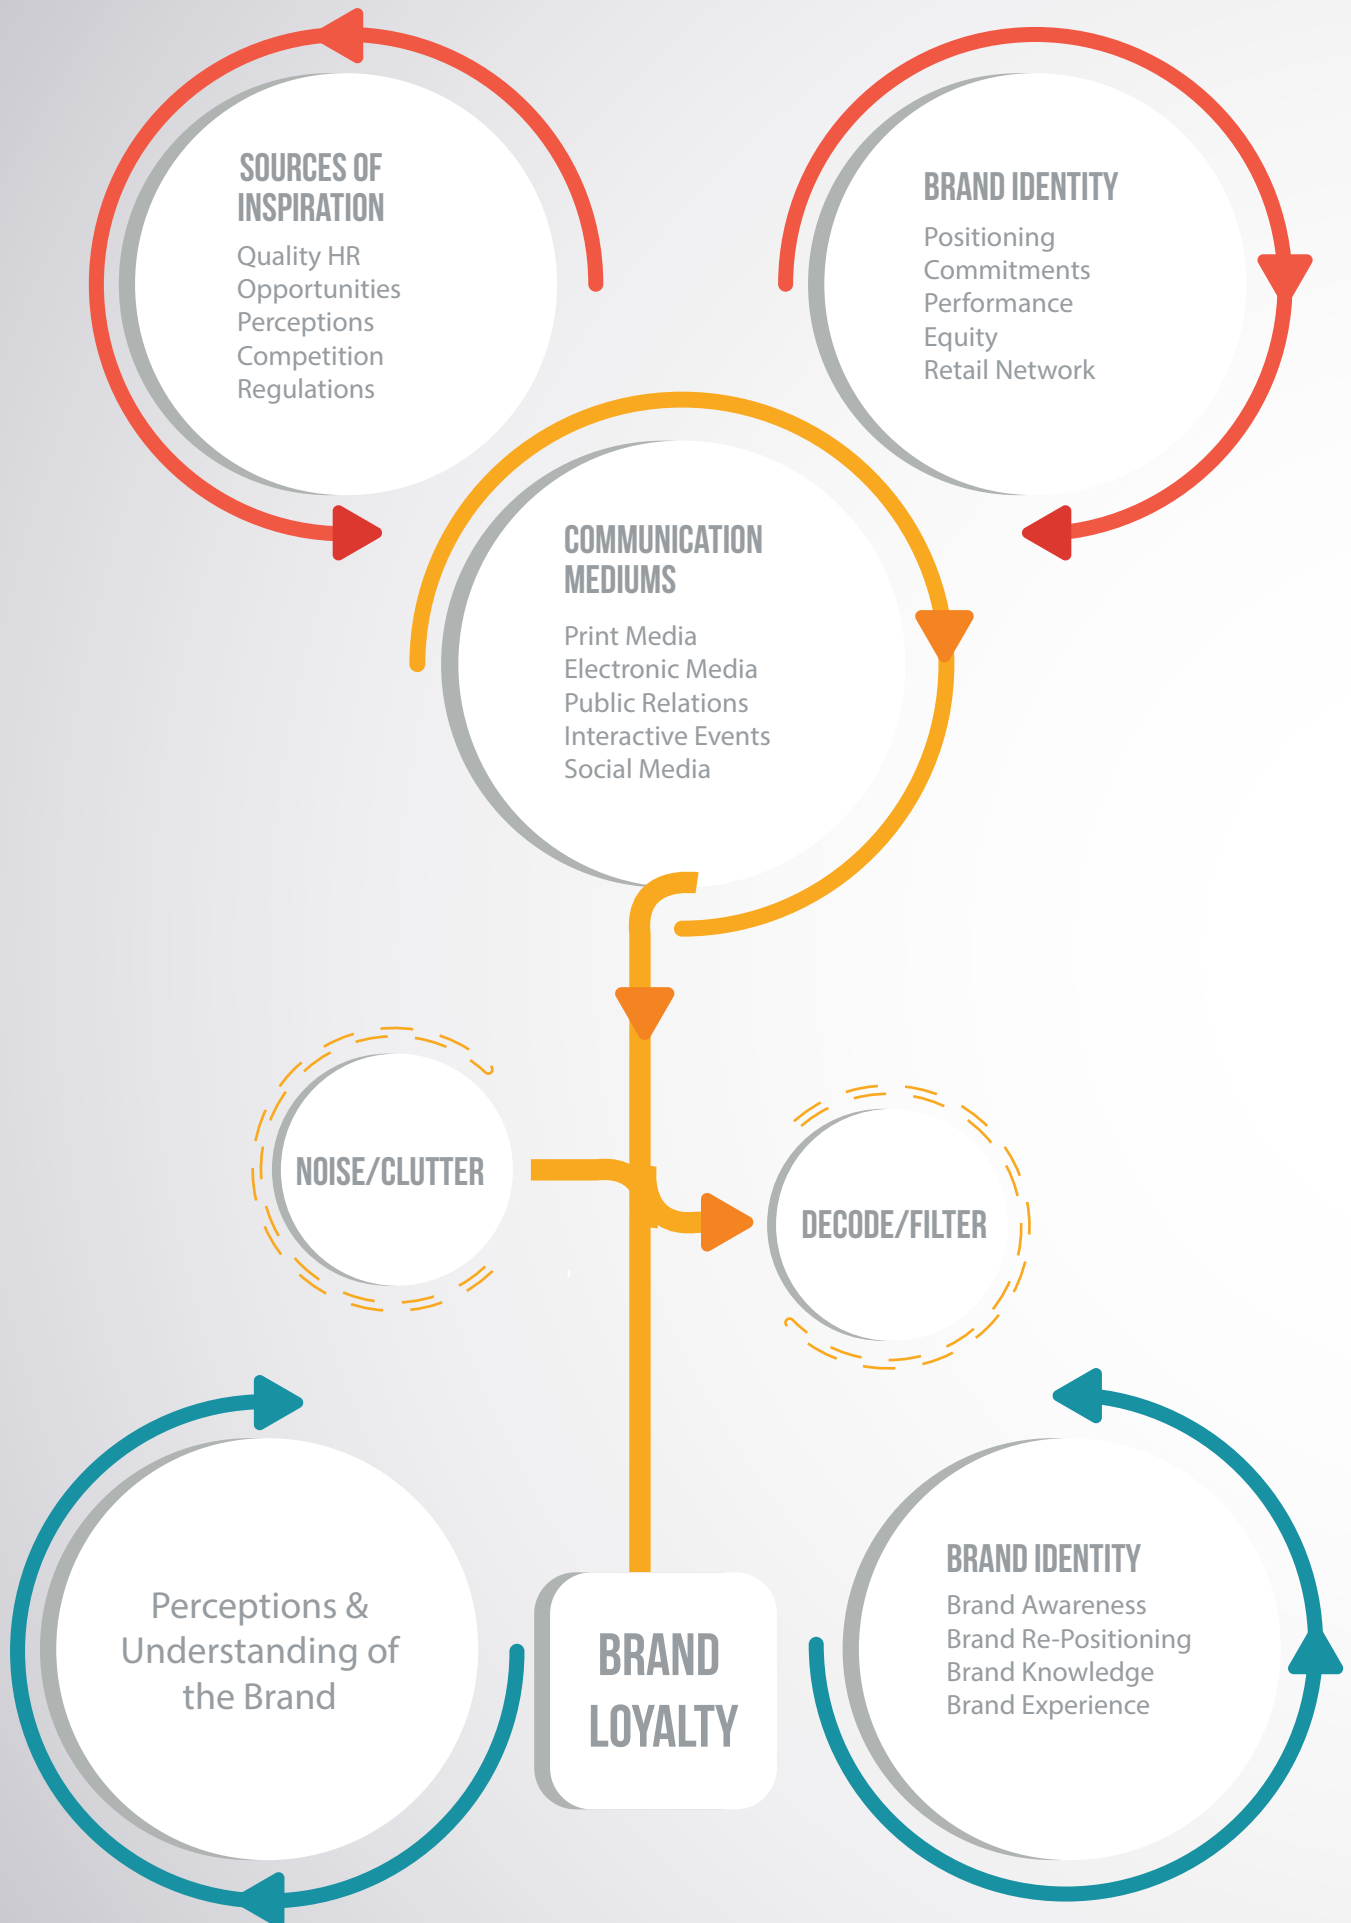 SOURCES OF
INSPIRATION
Quality HR
Opportunities
Perceptions
Competition
Regulations
BRAND IDENTITY
Positioning
Commitments
Performance
Equity
Retail Network
COMMUNICATION
MEDIUMS
Print Media
Electronic Media
Public Relations
Interactive Events
Social Media
NOISE/CLUTTER
DECODE/FILTER
Perceptions &
Understanding of
the Brand
BRAND
LOYALTY
BRAND IDENTITY
Brand Awareness
Brand Re-Positioning
Brand Knowledge
Brand Experience